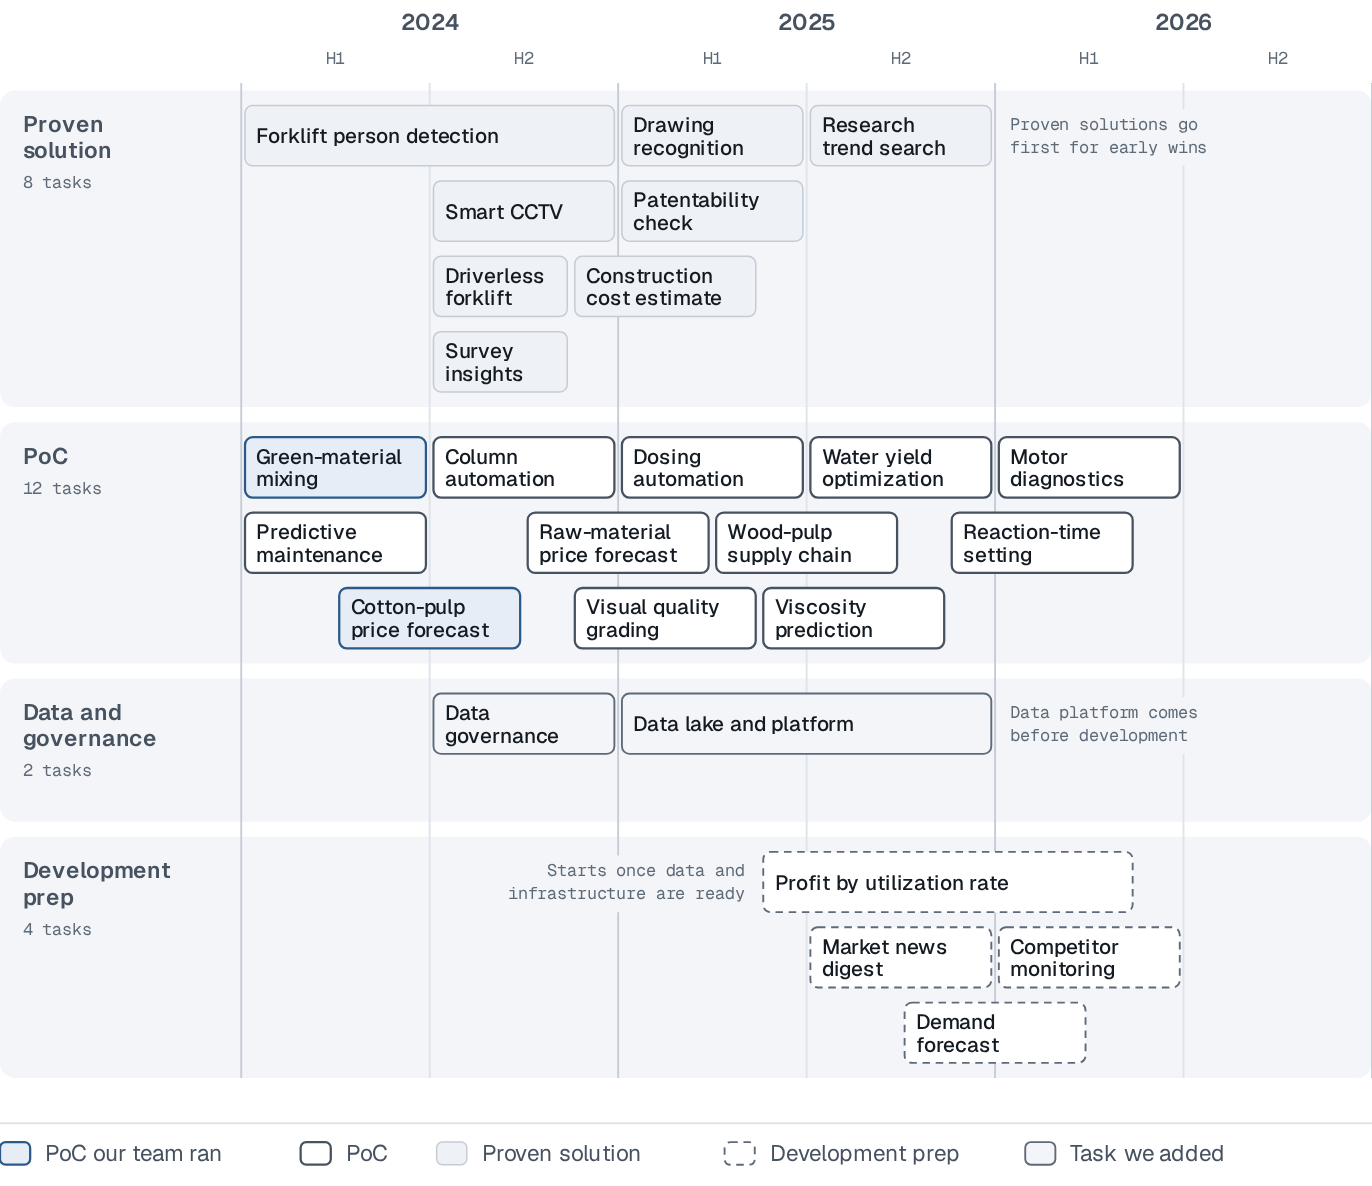 2024 2025 2026
H1 H2 H1 H2 H1 H2
Proven
solution
8 tasks
Forklift person detection
Drawing
recognition
Research
trend search
Proven solutions go
first for early wins
Smart CCTV
Patentability
check
Driverless
forklift
Construction
cost estimate
Survey
insights
PoC
12 tasks
Green-material
mixing
Column
automation
Dosing
automation
Water yield
optimization
Motor
diagnostics
Predictive
maintenance
Raw-material
price forecast
Wood-pulp
supply chain
Reaction-time
setting
Cotton-pulp
price forecast
Visual quality
grading
Viscosity
prediction
Data and
governance
2 tasks
Data
governance
Data lake and platform
Data platform comes
before development
Development
prep
4 tasks
Starts once data and
infrastructure are ready
Profit by utilization rate
Market news
digest
Competitor
monitoring
Demand
forecast
PoC our team ran
PoC
Proven solution
Development prep
Task we added